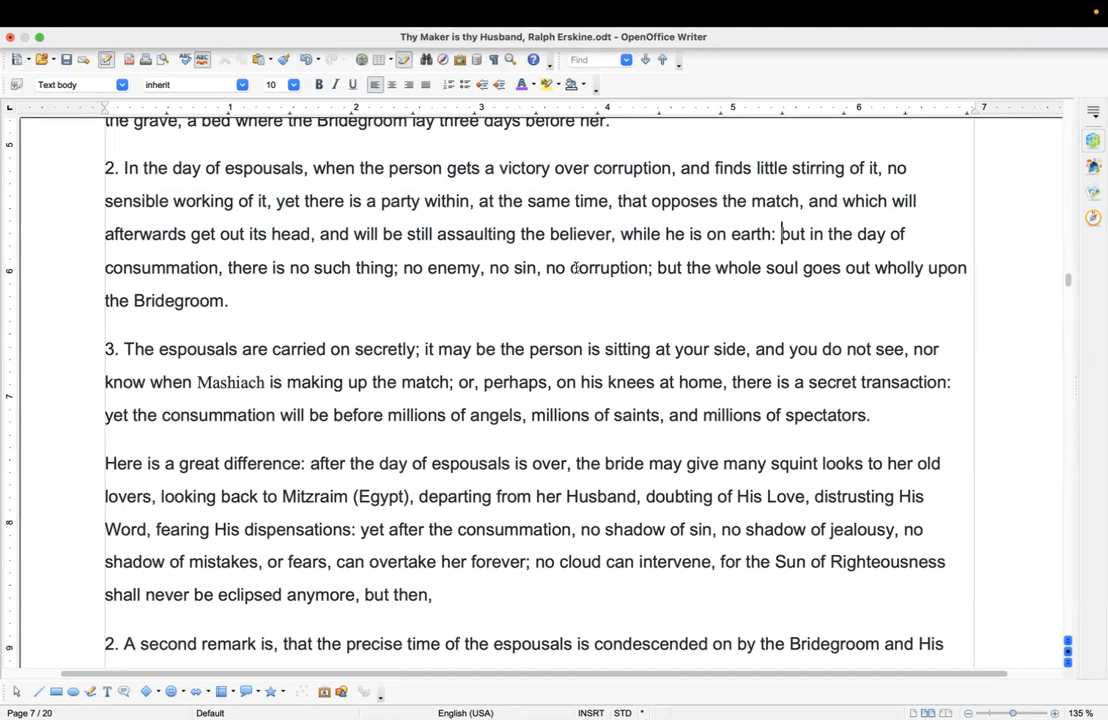 Thy Maker is thy Husband, Ralph Erskine.odt - OpenOffice Writer
Find
Text body
inherit
10
B I U
1 2 3 4 5 6 7
the grave, a bed where the Bridegroom lay three days before her.
5
2. In the day of espousals, when the person gets a victory over corruption, and finds little stirring of it, no
sensible working of it, yet there is a party within, at the same time, that opposes the match, and which will
afterwards get out its head, and will be still assaulting the believer, while he is on earth: but in the day of
6
consummation, there is no such thing; no enemy, no sin, no corruption; but the whole soul goes out wholly upon
the Bridegroom.
3. The espousals are carried on secretly; it may be the person is sitting at your side, and you do not see, nor
7
know when Mashiach is making up the match; or, perhaps, on his knees at home, there is a secret transaction:
yet the consummation will be before millions of angels, millions of saints, and millions of spectators.
Here is a great difference: after the day of espousals is over, the bride may give many squint looks to her old
lovers, looking back to Mitzraim (Egypt), departing from her Husband, doubting of His Love, distrusting His
8
Word, fearing His dispensations: yet after the consummation, no shadow of sin, no shadow of jealousy, no
shadow of mistakes, or fears, can overtake her forever; no cloud can intervene, for the Sun of Righteousness
shall never be eclipsed anymore, but then,
9
2. A second remark is, that the precise time of the espousals is condescended on by the Bridegroom and His
Page 7 / 20
Default
English (USA)
INSRT
STD
*
135 %